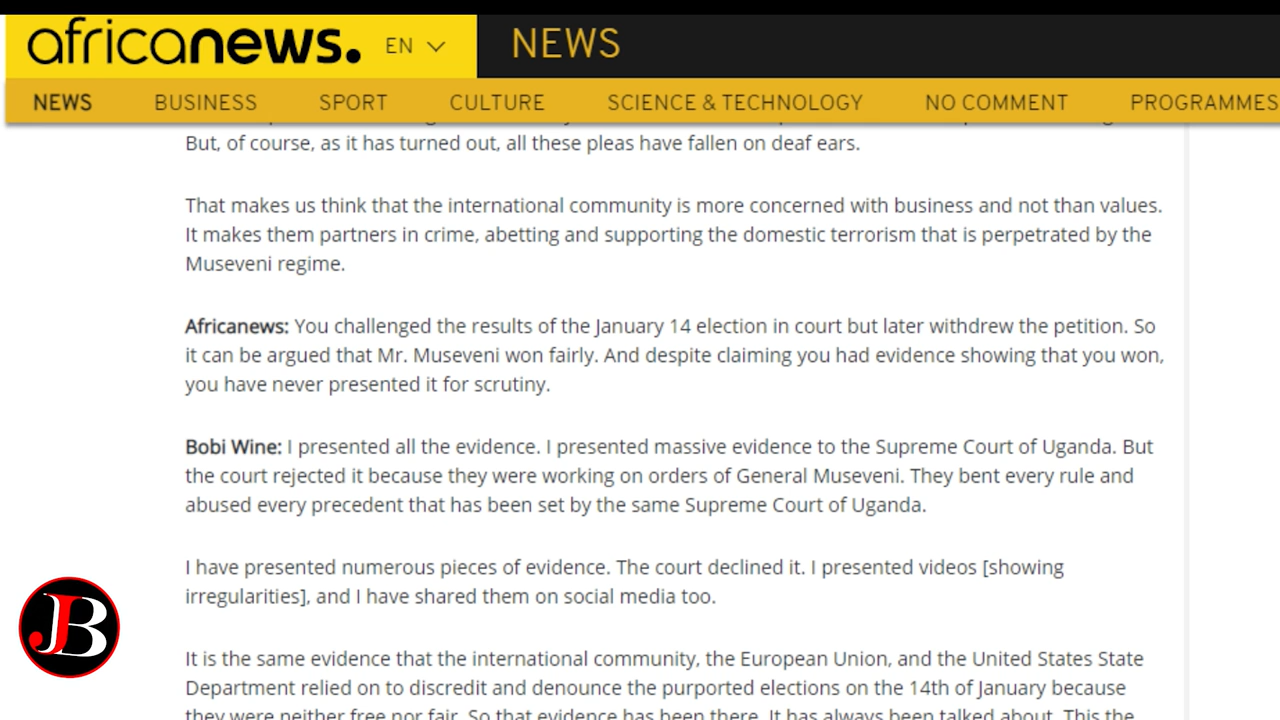 africanews. EN NEWS
NEWS BUSINESS SPORT CULTURE SCIENCE & TECHNOLOGY NO COMMENT PROGRAMMES
But, of course, as it has turned out, all these pleas have fallen on deaf ears.
That makes us think that the international community is more concerned with business and not than values.
It makes them partners in crime, abetting and supporting the domestic terrorism that is perpetrated by the
Museveni regime.
Africanews: You challenged the results of the January 14 election in court but later withdrew the petition. So
it can be argued that Mr. Museveni won fairly. And despite claiming you had evidence showing that you won,
you have never presented it for scrutiny.
Bobi Wine: I presented all the evidence. I presented massive evidence to the Supreme Court of Uganda. But
the court rejected it because they were working on orders of General Museveni. They bent every rule and
abused every precedent that has been set by the same Supreme Court of Uganda.
I have presented numerous pieces of evidence. The court declined it. I presented videos [showing
irregularities], and I have shared them on social media too.
JB
It is the same evidence that the international community, the European Union, and the United States State
Department relied on to discredit and denounce the purported elections on the 14th of January because
they were neither free nor fair. So that evidence has been there. It has always been talked about. This the